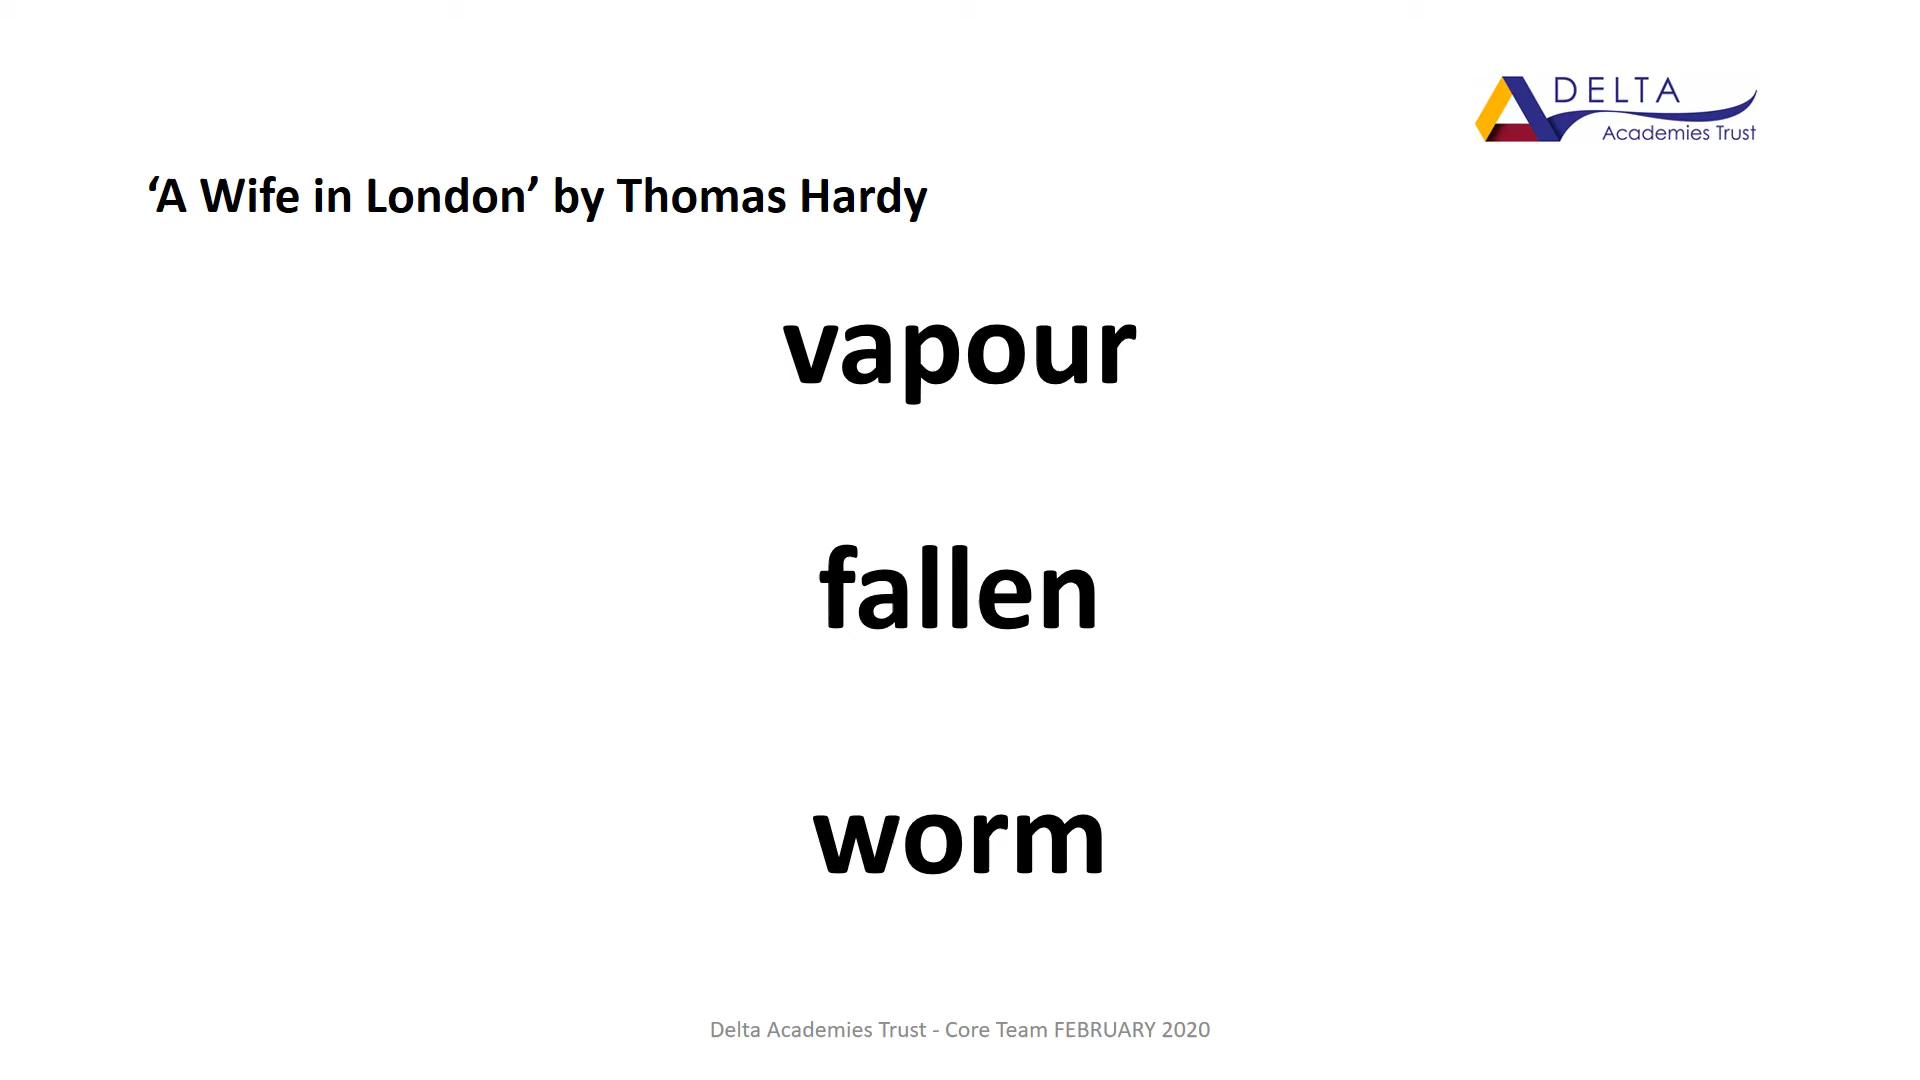 DELTA
Academies Trust
‘A Wife in London’ by Thomas Hardy
vapour
fallen
worm
Delta Academies Trust - Core Team FEBRUARY 2020